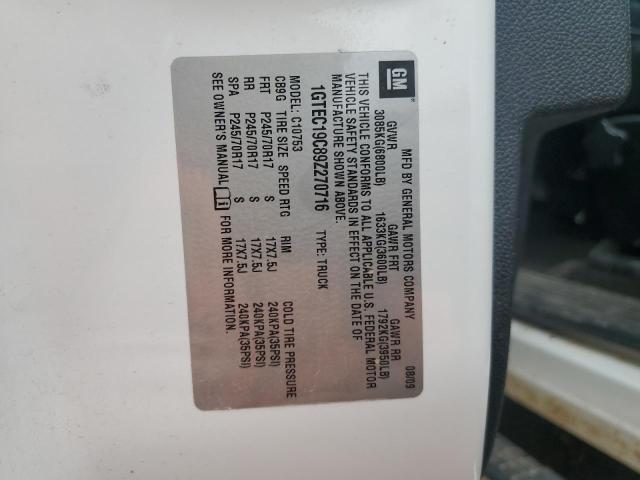 GM
MFD BY GENERAL MOTORS COMPANY 08/09
GVWR GAWR FRT GAWR RR
3085KG(6800LB) 1633KG(3600LB) 1792KG(3950LB)
THIS VEHICLE CONFORMS TO ALL APPLICABLE U.S. FEDERAL MOTOR
VEHICLE SAFETY STANDARDS IN EFFECT ON THE DATE OF
MANUFACTURE SHOWN ABOVE.
1GTEC19C89Z270716 TYPE: TRUCK
MODEL: C10753
CB9G TIRE SIZE SPEED RTG RIM COLD TIRE PRESSURE
FRT P245/70R17 S 17X7.5J 240KPA(35PSI)
RR P245/70R17 S 17X7.5J 240KPA(35PSI)
SPA P245/70R17 S 17X7.5J 240KPA(35PSI)
SEE OWNER'S MANUAL FOR MORE INFORMATION.